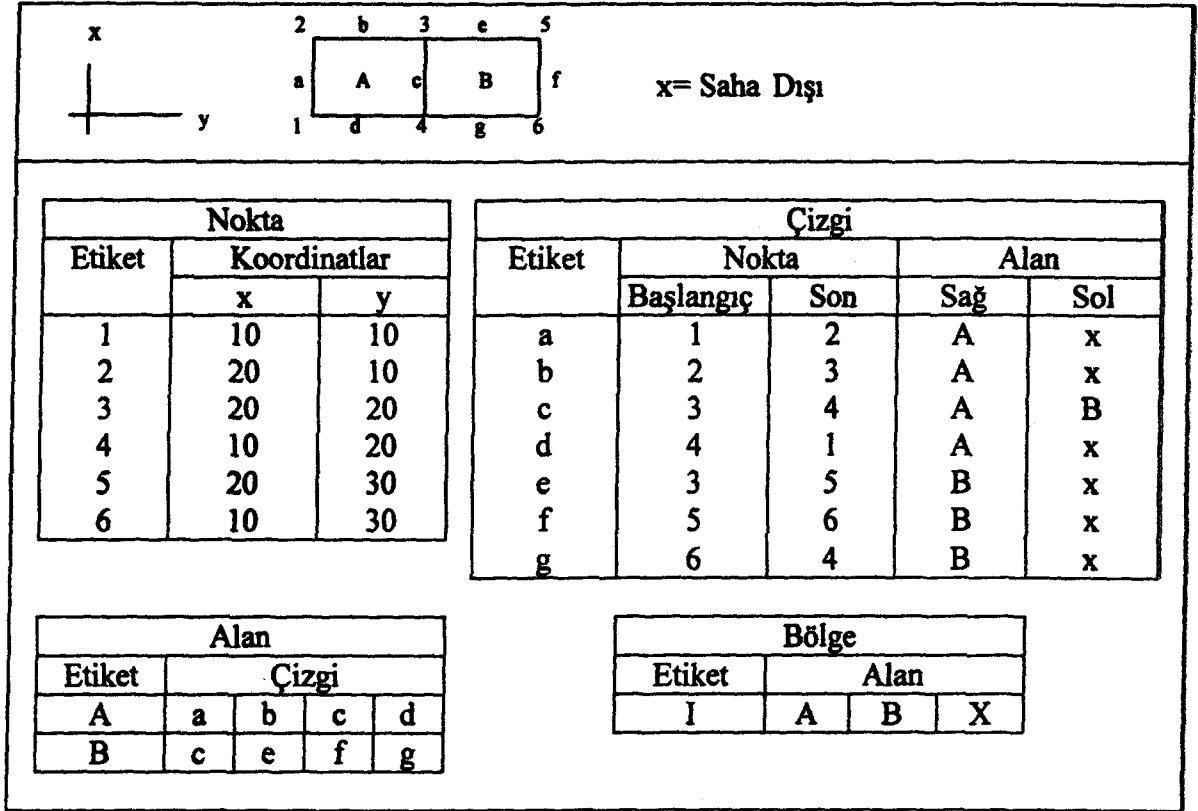 x
y
2 b 3 e 5
a A c B f
1 d 4 g 6
x= Saha Dışı
Nokta
Etiket Koordinatlar
x y
1 10 10
2 20 10
3 20 20
4 10 20
5 20 30
6 10 30
Çizgi
Etiket Nokta Alan
Başlangıç Son Sağ Sol
a 1 2 A x
b 2 3 A x
c 3 4 A B
d 4 1 A x
e 3 5 B x
f 5 6 B x
g 6 4 B x
Alan
Etiket Çizgi
A a b c d
B c e f g
Bölge
Etiket Alan
I A B X